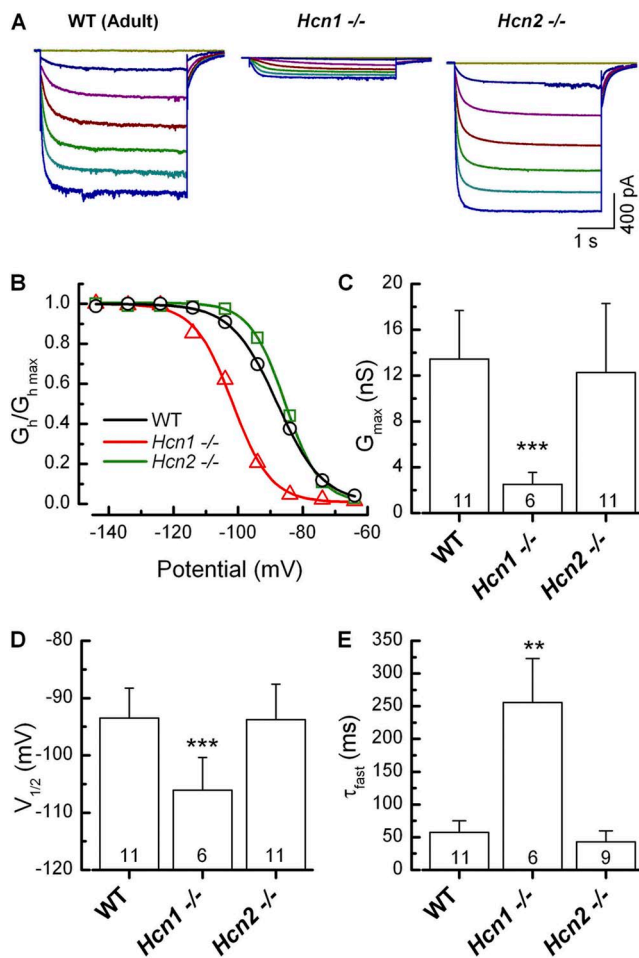 A WT (Adult) Hcn1 -/- Hcn2 -/-
400 pA
1 s
B
1.0
0.8
0.6
0.4
0.2
0.0
Gh/Gh max
WT
Hcn1 -/-
Hcn2 -/-
-140 -120 -100 -80 -60
Potential (mV)
C
20
16
12
8
4
0
Gmax (nS)
***
11 6 11
WT Hcn1 -/- Hcn2 -/-
D
-80
-90
-100
-110
-120
V1/2 (mV)
***
11 6 11
WT Hcn1 -/- Hcn2 -/-
E
350
300
250
200
150
100
50
0
τfast (ms)
**
11 6 9
WT Hcn1 -/- Hcn2 -/-